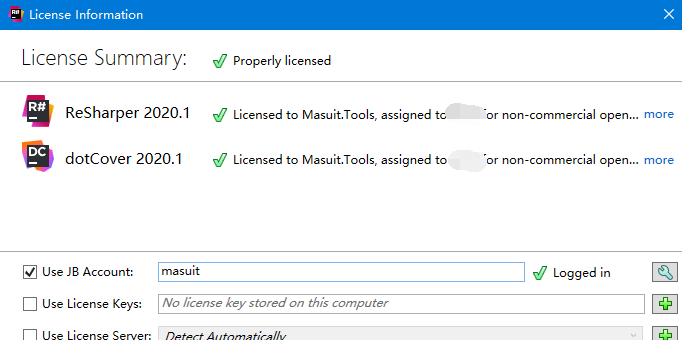 License Information
License Summary: Properly licensed
R# ReSharper 2020.1 Licensed to Masuit.Tools, assigned to for non-commercial open... more
DC dotCover 2020.1 Licensed to Masuit.Tools, assigned to for non-commercial open... more
Use JB Account: masuit Logged in
Use License Keys: No license key stored on this computer
Use License Server: Detect Automatically